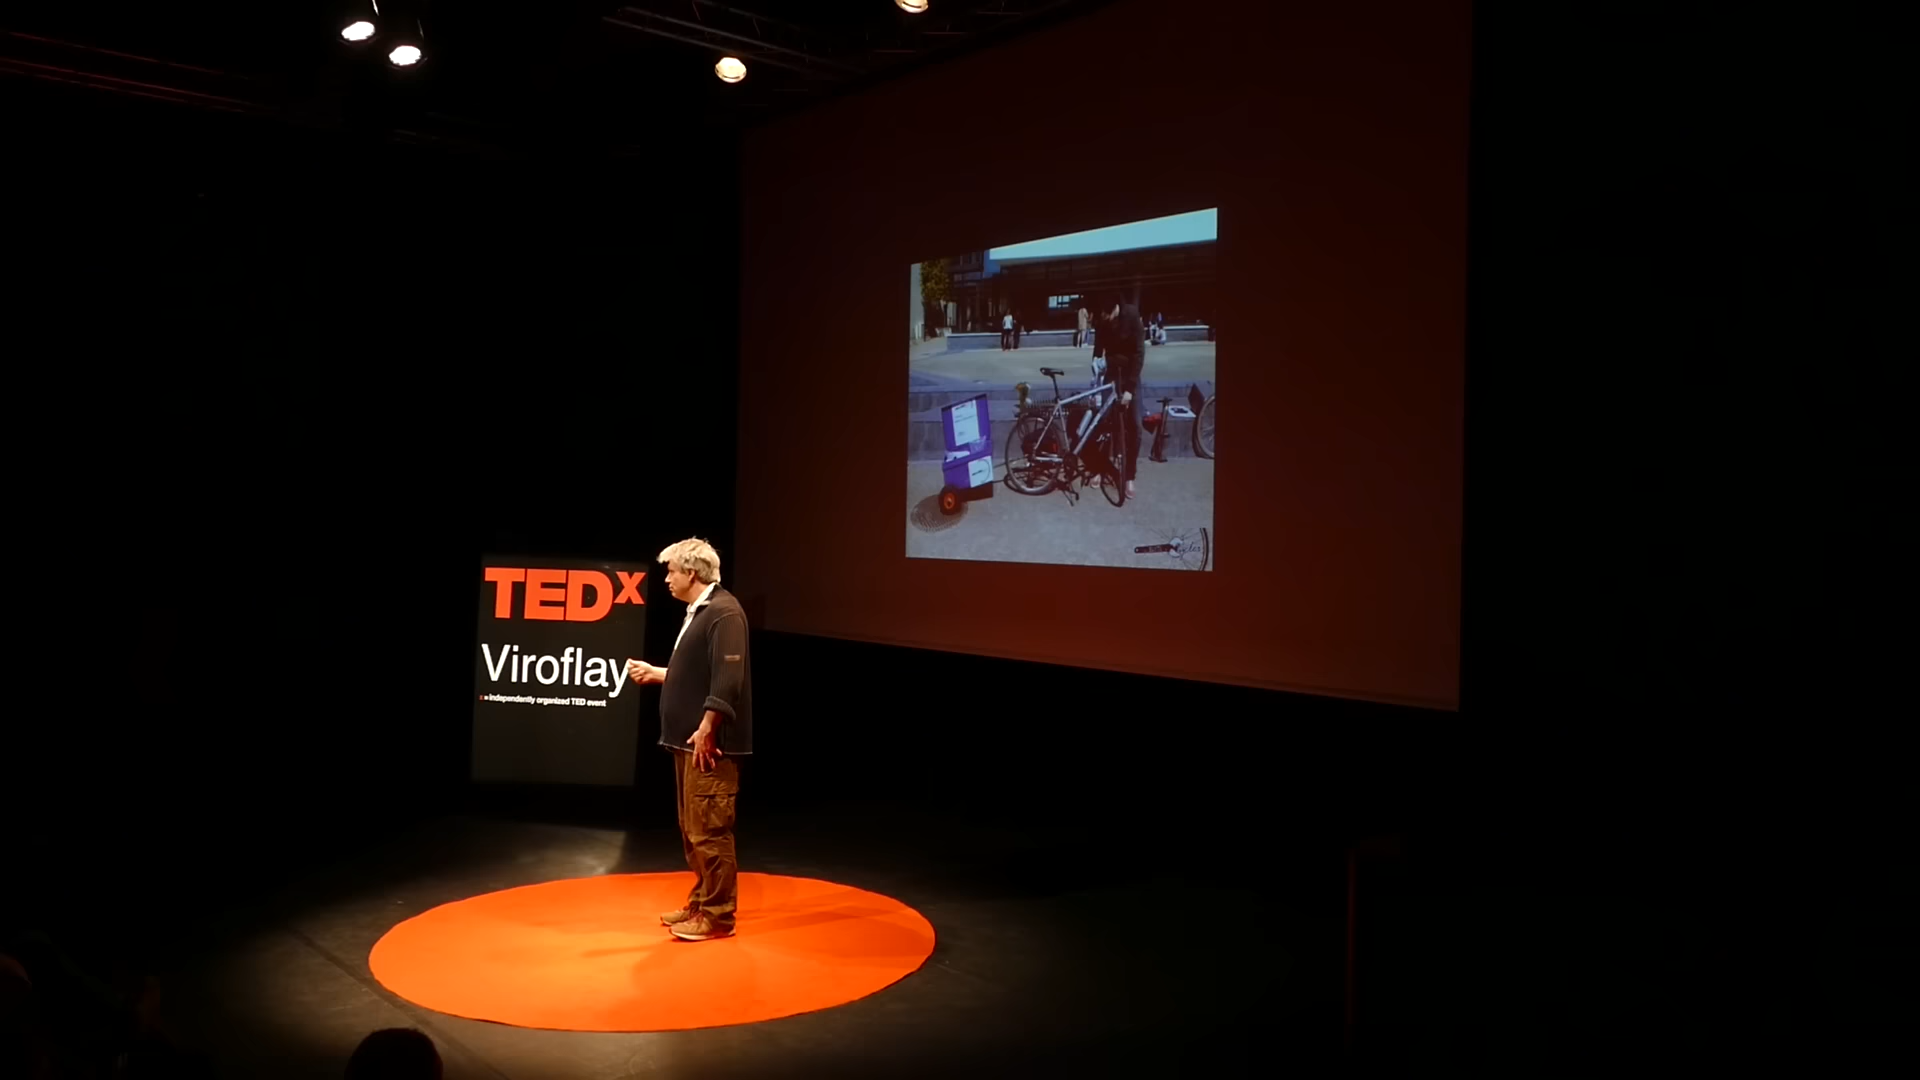 TEDx
Viroflay
x = independently organized TED event